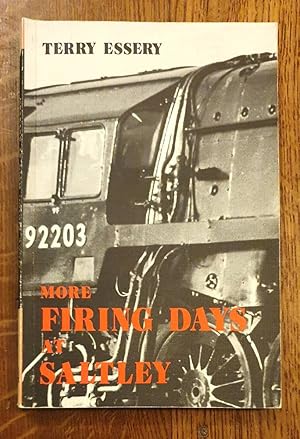 TERRY ESSERY
92203
MORE
FIRING DAYS
AT
SALTLEY